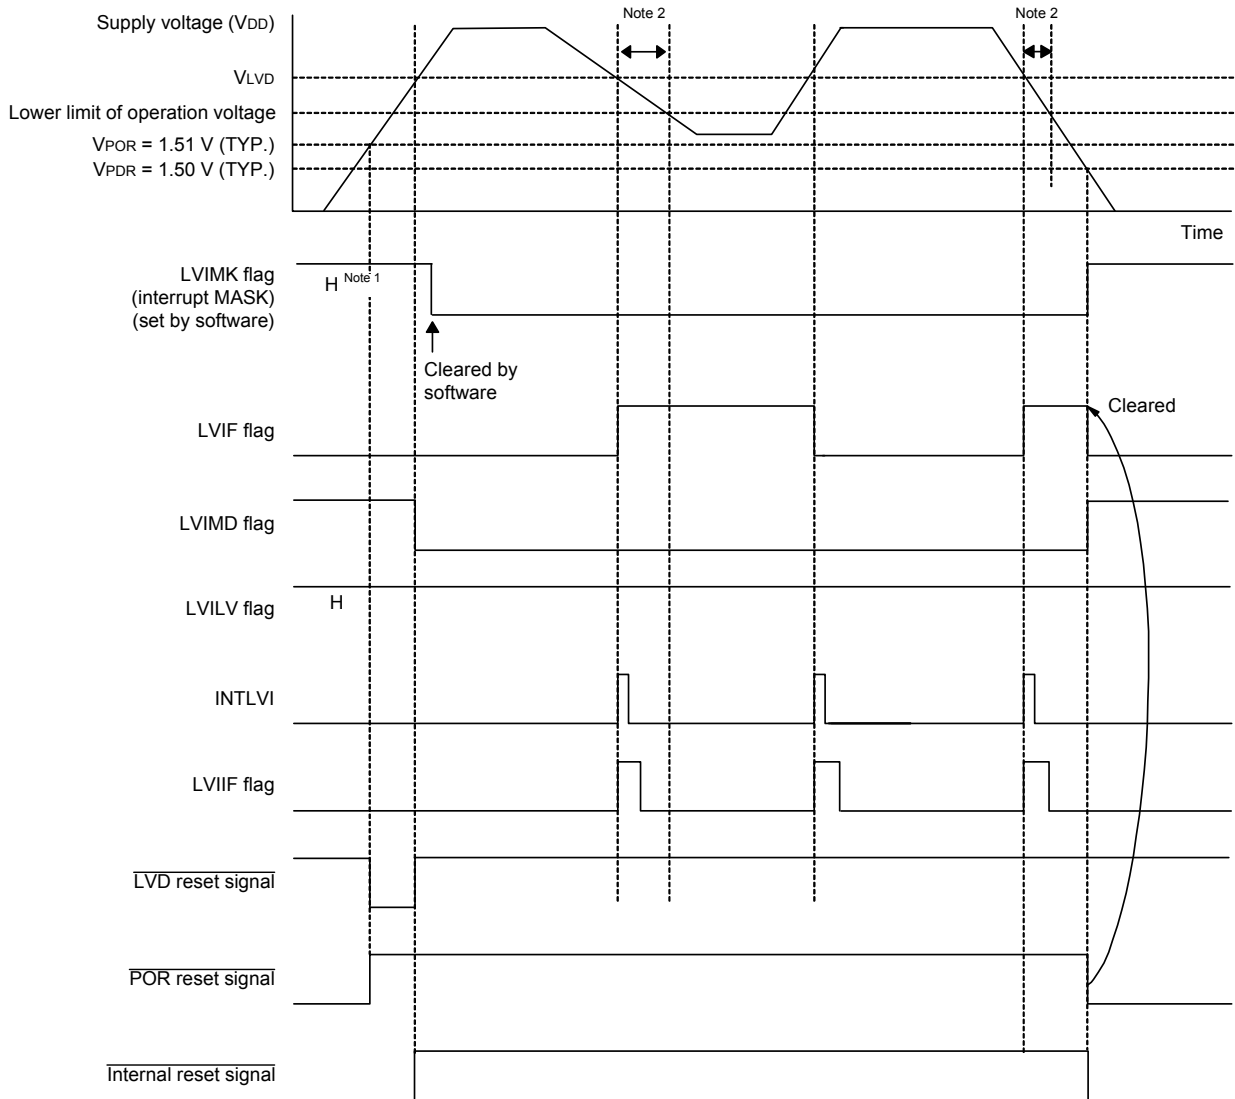 Note 2
Note 2
Supply voltage (VDD)
VLVD
Lower limit of operation voltage
VPOR = 1.51 V (TYP.)
VPDR = 1.50 V (TYP.)
Time
LVIMK flag
(interrupt MASK)
(set by software)
H Note 1
Cleared by
software
Cleared
LVIF flag
LVIMD flag
LVILV flag
H
INTLVI
LVIIF flag
LVD reset signal
POR reset signal
Internal reset signal